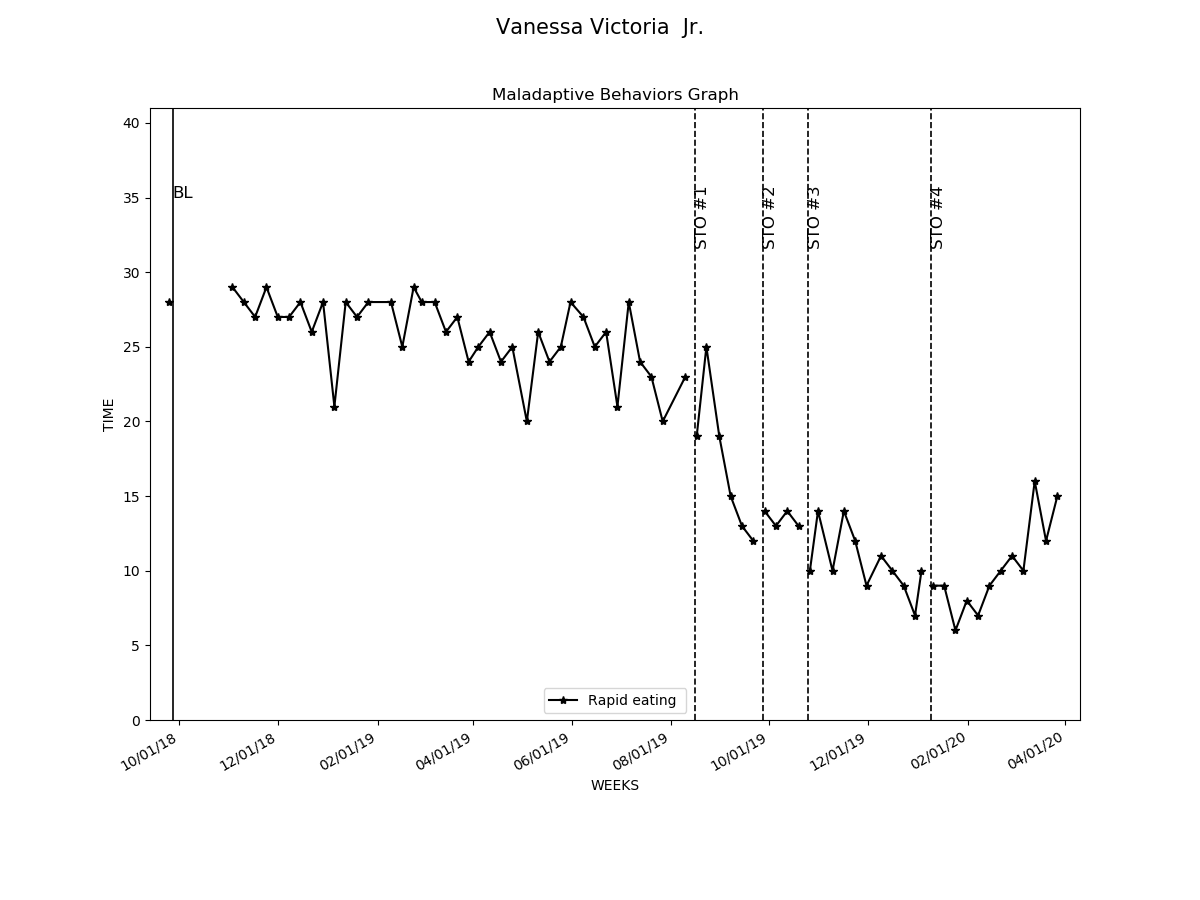 Vanessa Victoria  Jr.
Maladaptive Behaviors Graph
40
35
30
25
20
15
10
5
0
TIME
BL
STO #1
STO #2
STO #3
STO #4
Rapid eating
10/01/18
12/01/18
02/01/19
04/01/19
06/01/19
08/01/19
10/01/19
12/01/19
02/01/20
04/01/20
WEEKS